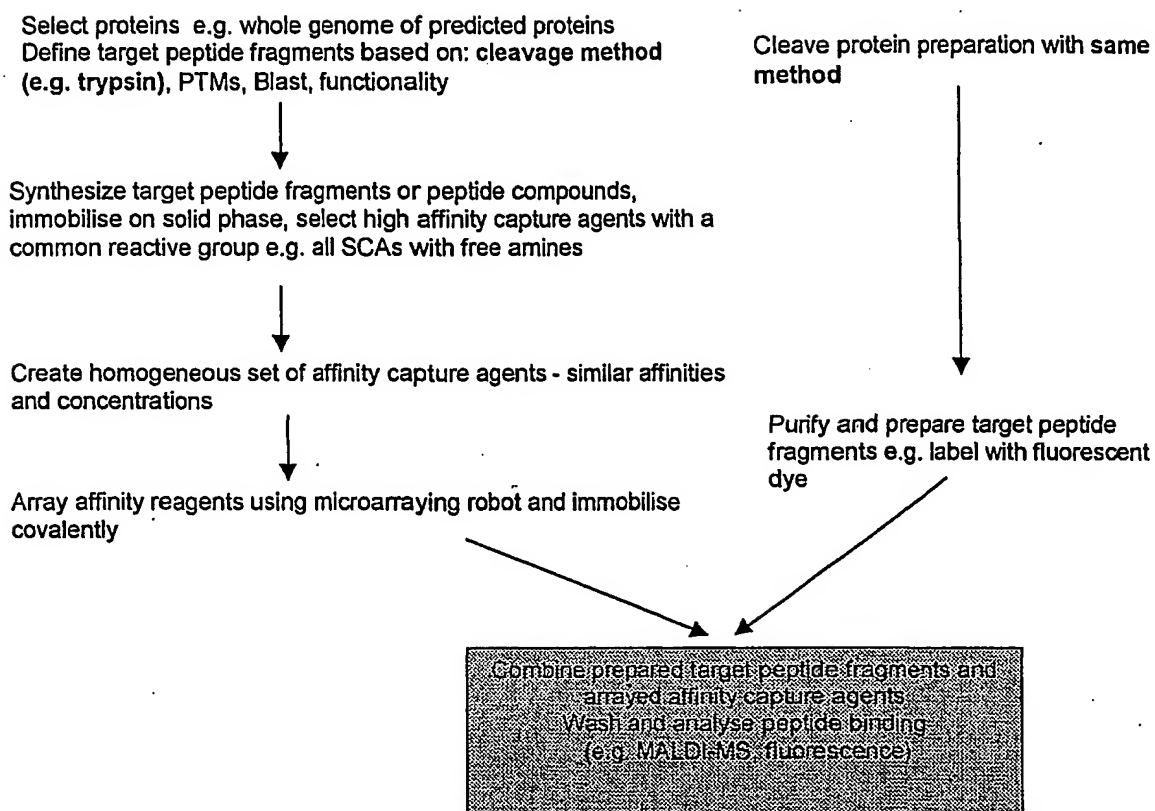 Select proteins e.g. whole genome of predicted proteins
Define target peptide fragments based on: cleavage method
(e.g. trypsin), PTMs, Blast, functionality
Cleave protein preparation with same
method
Synthesize target peptide fragments or peptide compounds,
immobilise on solid phase, select high affinity capture agents with a
common reactive group e.g. all SCAs with free amines
Create homogeneous set of affinity capture agents - similar affinities
and concentrations
Purify and prepare target peptide
fragments e.g. label with fluorescent
dye
Array affinity reagents using microarraying robot and immobilise
covalently
Combine prepared target peptide fragments and
arrayed affinity capture agents
Wash and analyse peptide binding
(e.g. MALDI-MS, fluorescence)